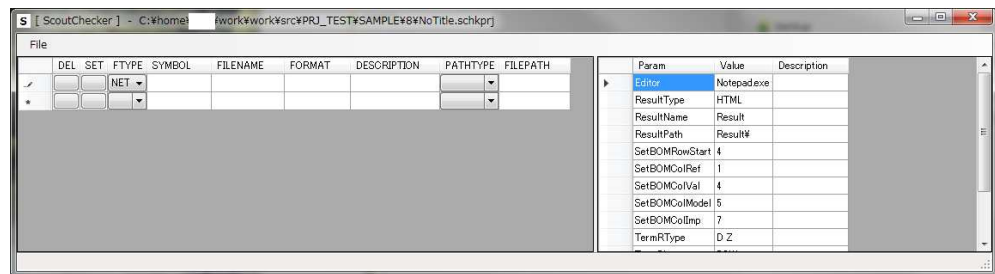 S [ ScoutChecker ] - C:¥home¥ ¥work¥work¥src¥PRJ_TEST¥SAMPLE¥8¥NoTitle.schkprj
File
DEL SET FTYPE SYMBOL FILENAME FORMAT DESCRIPTION PATHTYPE FILEPATH
NET
Param Value Description
Editor Notepad.exe
ResultType HTML
ResultName Result
ResultPath Result¥
SetBOMRowStart 4
SetBOMColRef 1
SetBOMColVal 4
SetBOMColModel 5
SetBOMColImp 7
TermRType D Z